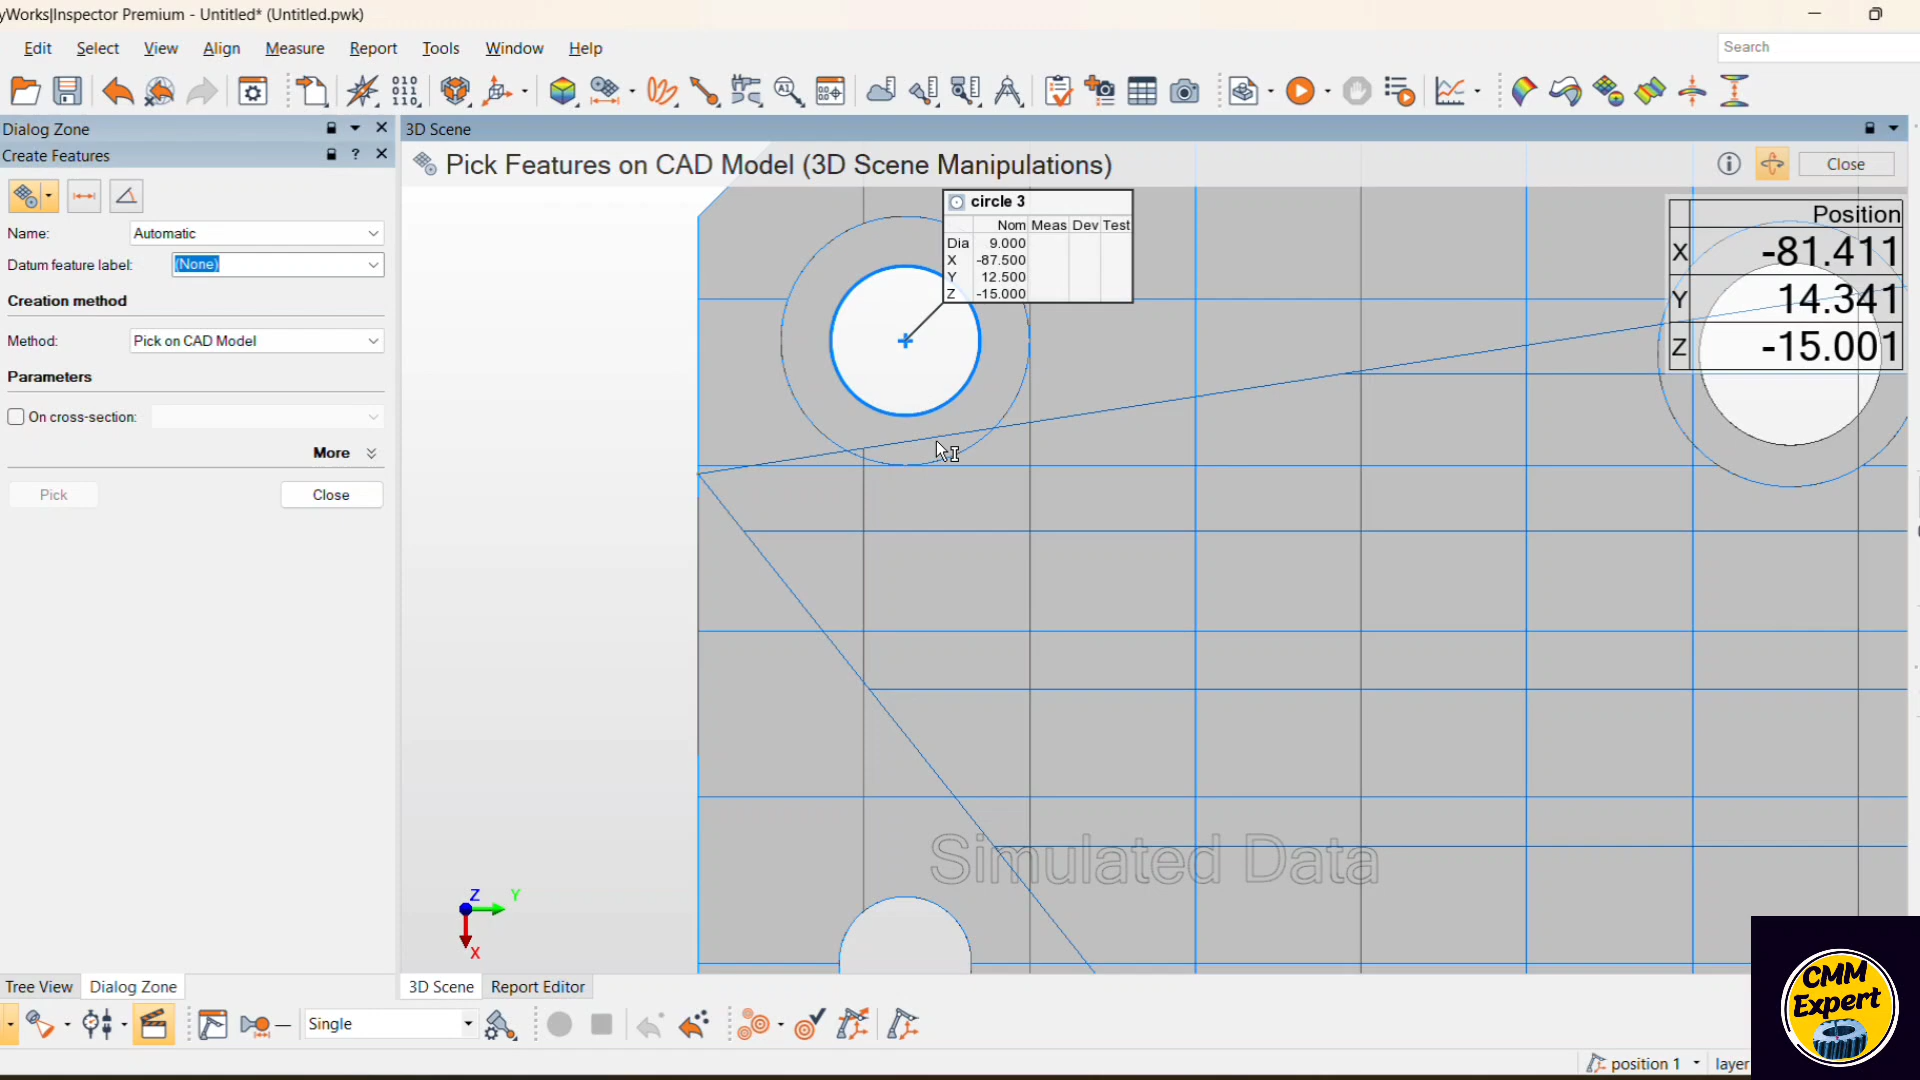 yWorks|Inspector Premium - Untitled* (Untitled.pwk)
Edit Select View Align Measure Report Tools Window Help
Search
Dialog Zone
3D Scene
Create Features
Pick Features on CAD Model (3D Scene Manipulations)
Close
Name: Automatic
Datum feature label: (None)
Creation method
Method: Pick on CAD Model
Parameters
On cross-section:
More
Pick Close
circle 3
Nom Meas Dev Test
Dia 9.000
X -87.500
Y 12.500
Z -15.000
Position
X -81.411
Y 14.341
Z -15.001
Simulated Data
Z Y
X
Tree View Dialog Zone
3D Scene Report Editor
Single
position 1 layer
CMM
Expert